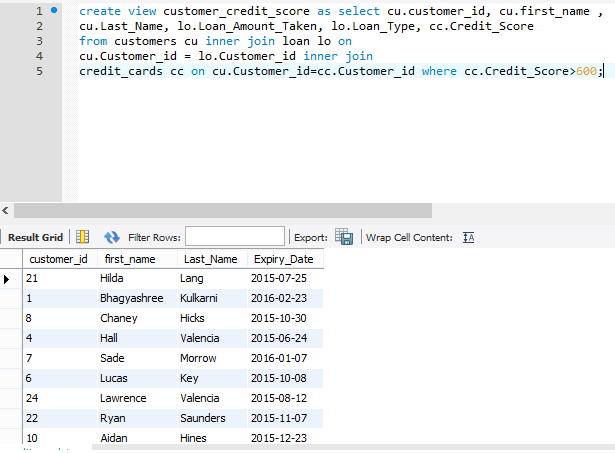 1 create view customer_credit_score as select cu.customer_id, cu.first_name ,
2 cu.Last_Name, lo.Loan_Amount_Taken, lo.Loan_Type, cc.Credit_Score
3 from customers cu inner join loan lo on
4 cu.Customer_id = lo.Customer_id inner join
5 credit_cards cc on cu.Customer_id=cc.Customer_id where cc.Credit_Score>600;
Result Grid Filter Rows: Export: Wrap Cell Content:
customer_id first_name Last_Name Expiry_Date
21 Hilda Lang 2015-07-25
1 Bhagyashree Kulkarni 2016-02-23
8 Chaney Hicks 2015-10-30
4 Hall Valencia 2015-06-24
7 Sade Morrow 2016-01-07
6 Lucas Key 2015-10-08
24 Lawrence Valencia 2015-08-12
22 Ryan Saunders 2015-11-07
10 Aidan Hines 2015-12-23